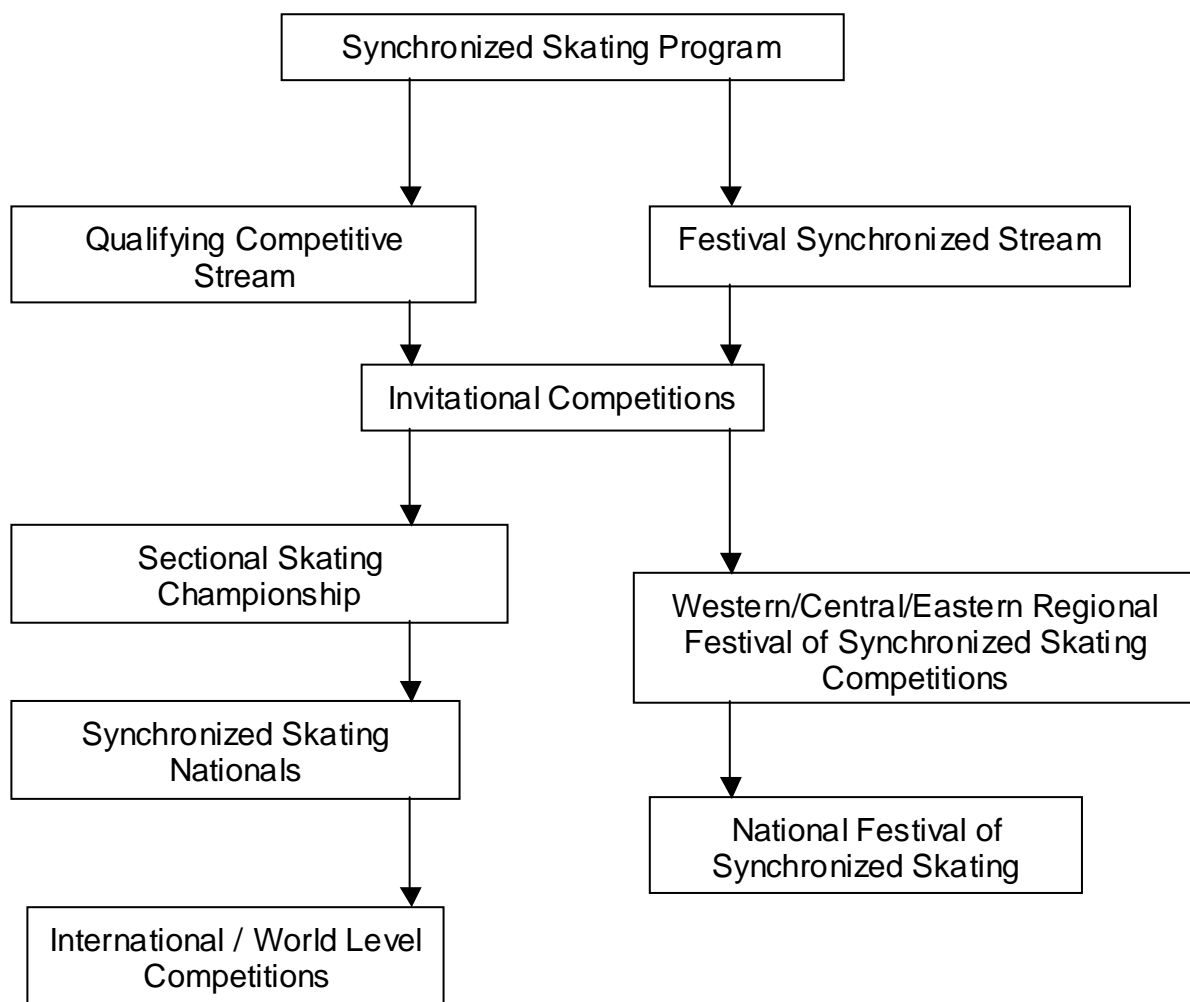 Synchronized Skating Program
Qualifying Competitive
Stream
Festival Synchronized Stream
Invitational Competitions
Sectional Skating
Championship
Western/Central/Eastern Regional
Festival of Synchronized Skating
Competitions
Synchronized Skating
Nationals
National Festival of
Synchronized Skating
International / World Level
Competitions